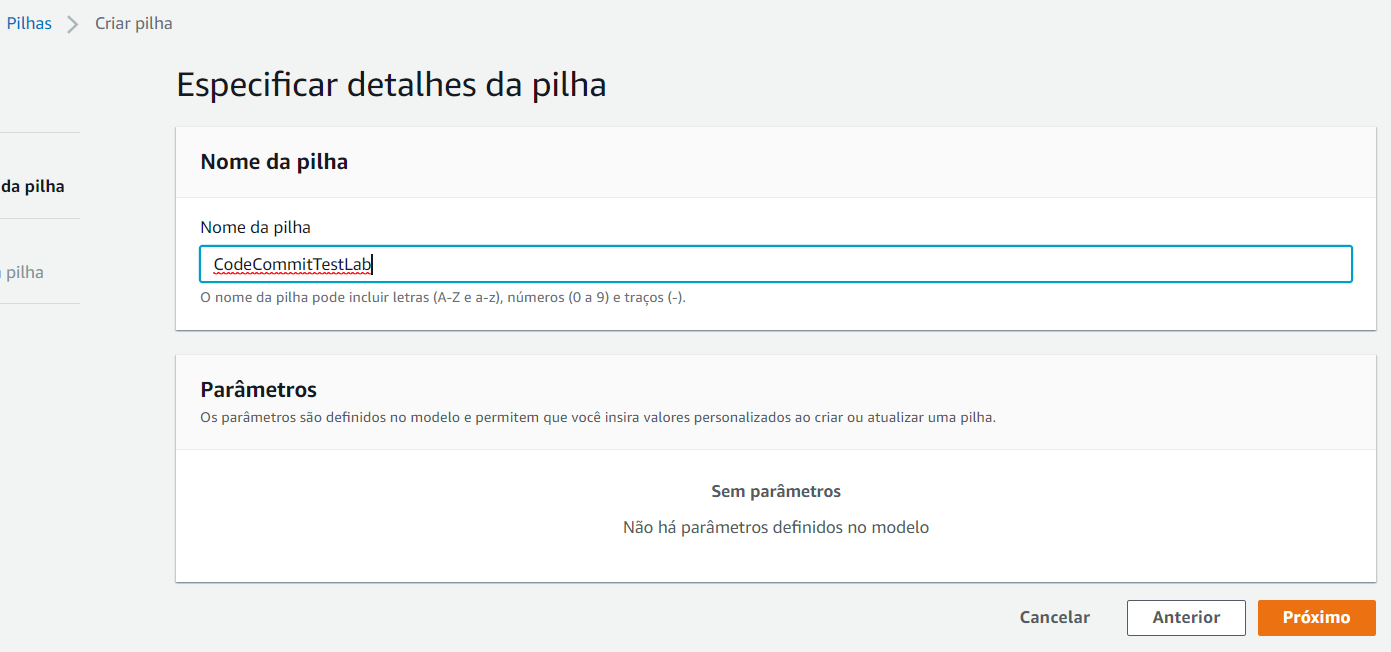 Pilhas > Criar pilha
Especificar detalhes da pilha
da pilha
pilha
Nome da pilha
Nome da pilha
CodeCommitTestLab
O nome da pilha pode incluir letras (A-Z e a-z), números (0 a 9) e traços (-).
Parâmetros
Os parâmetros são definidos no modelo e permitem que você insira valores personalizados ao criar ou atualizar uma pilha.
Sem parâmetros
Não há parâmetros definidos no modelo
Cancelar Anterior Próximo